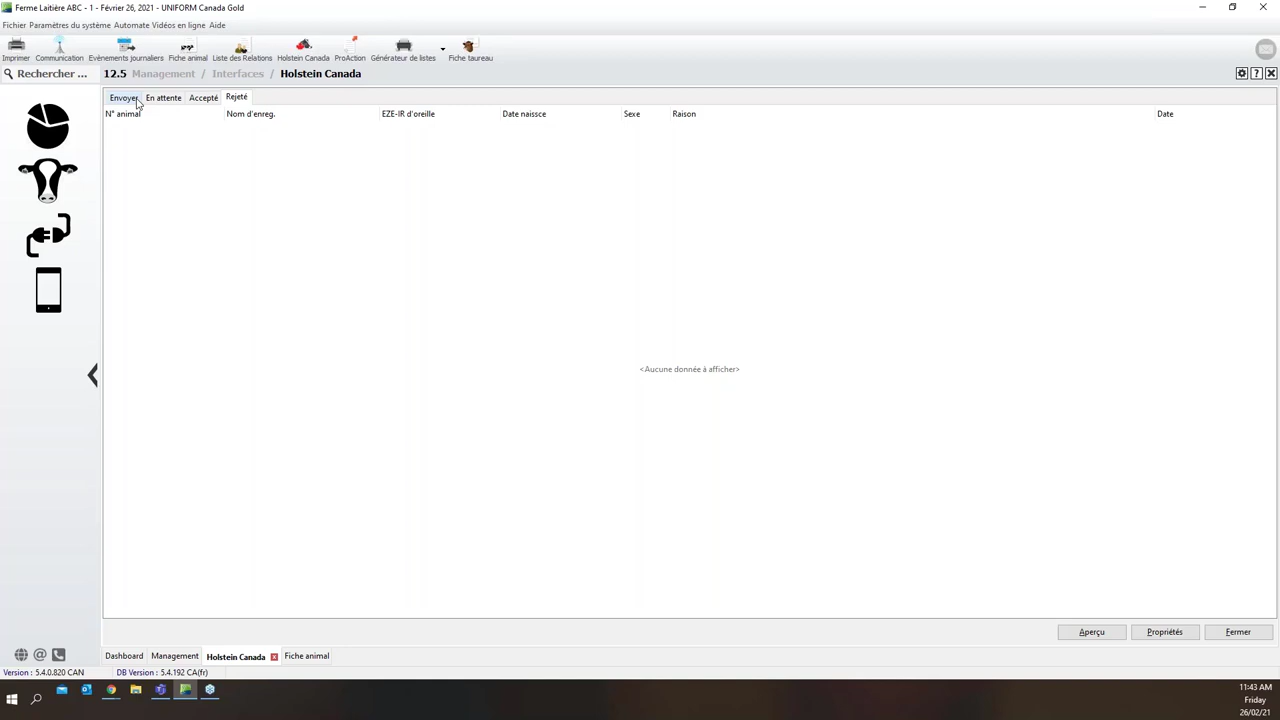 Ferme Laitière ABC - 1 - Février 26, 2021 - UNIFORM Canada Gold
Fichier Paramètres du système Automate Vidéos en ligne Aide
Imprimer Communication Evénements journaliers Fiche animal Liste des Relations Holstein Canada ProAction Générateur de listes Fiche taureau
Rechercher ... 12.5 Management / Interfaces / Holstein Canada
Envoyer En attente Accepté Rejeté
N° animal Nom d'enreg. EZE-IR d'oreille Date naissce Sexe Raison Date
<Aucune donnée à afficher>
Aperçu Propriétés Fermer
Dashboard Management Holstein Canada Fiche animal
Version : 5.4.0.820 CAN DB Version : 5.4.192 CA(fr)
11:43 AM
Friday
26/02/21